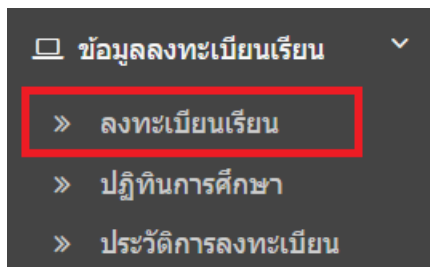 ข้อมูลลงทะเบียนเรียน
» ลงทะเบียนเรียน
» ปฏิทินการศึกษา
» ประวัติการลงทะเบียน